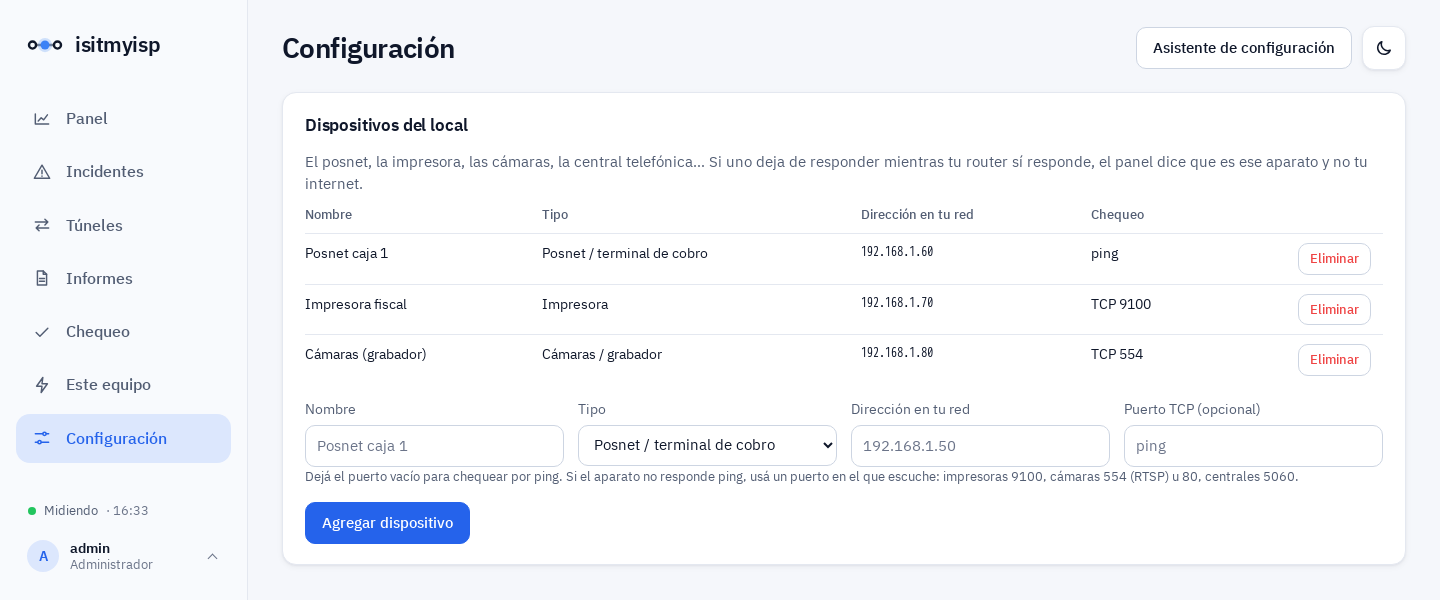 isitmyisp
Panel
Incidentes
Túneles
Informes
Chequeo
Este equipo
Configuración
Midiendo · 16:33
A
admin
Administrador
Configuración
Asistente de configuración
Dispositivos del local
El posnet, la impresora, las cámaras, la central telefónica... Si uno deja de responder mientras tu router sí responde, el panel dice que es ese aparato y no tu
internet.
Nombre Tipo Dirección en tu red Chequeo
Posnet caja 1 Posnet / terminal de cobro 192.168.1.60 ping Eliminar
Impresora fiscal Impresora 192.168.1.70 TCP 9100 Eliminar
Cámaras (grabador) Cámaras / grabador 192.168.1.80 TCP 554 Eliminar
Nombre Tipo Dirección en tu red Puerto TCP (opcional)
Posnet caja 1 Posnet / terminal de cobro 192.168.1.50 ping
Dejá el puerto vacío para chequear por ping. Si el aparato no responde ping, usá un puerto en el que escuche: impresoras 9100, cámaras 554 (RTSP) u 80, centrales 5060.
Agregar dispositivo